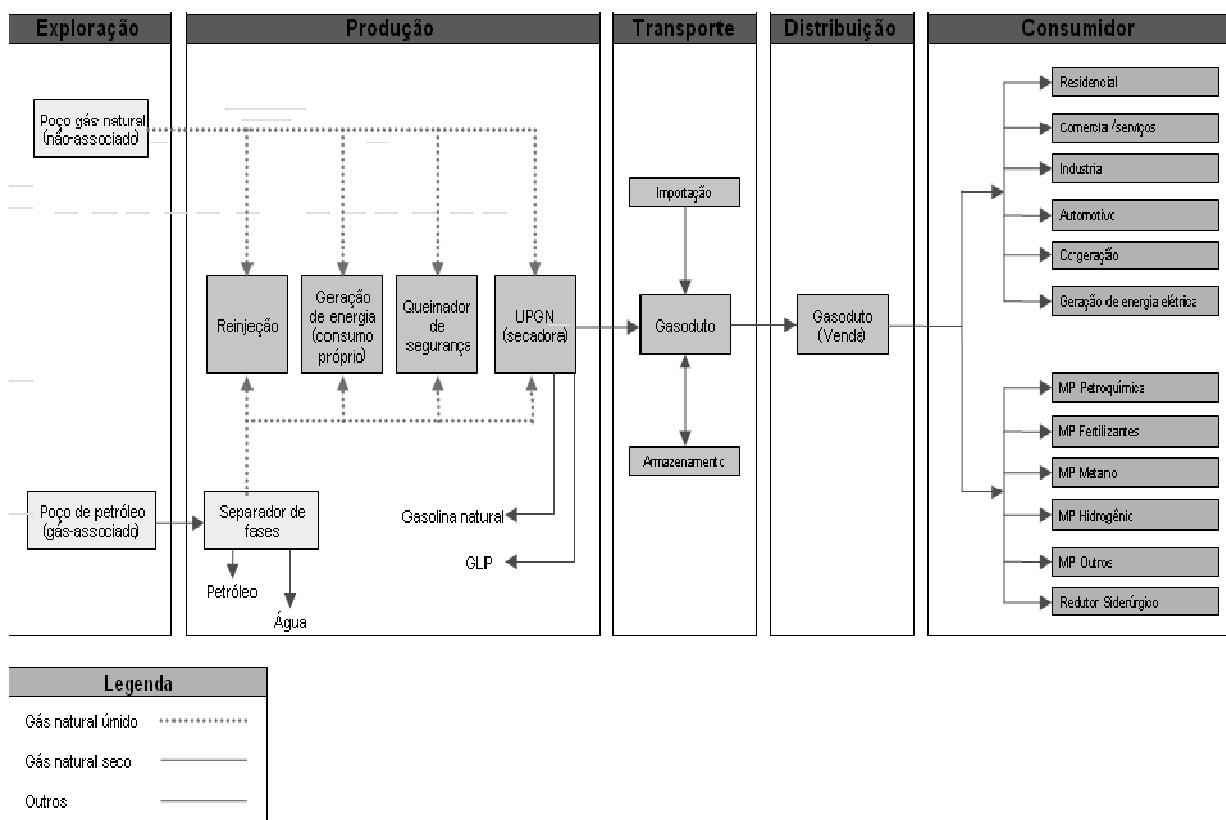 Exploração
Produção
Transporte
Distribuição
Consumidor
Poço gás natural
(não-associado)
Reinjeção
Geração
de energia
(consumo
próprio)
Queimador
de
segurança
UPGN
(secadora)
Poço de petróleo
(gás-associado)
Separador de
fases
Petróleo
Água
Gasolina natural
GLP
Importação
Gasoduto
Armazenamento
Gasoduto
(Venda)
Residencial
Comercial /serviços
Industria
Automotivo
Co-geração
Geração de energia elétrica
MP Petroquímica
MP Fertilizantes
MP Metano
MP Hidrogênio
MP Outros
Redutor Siderúrgico
Legenda
Gás natural úmido
Gás natural seco
Outros